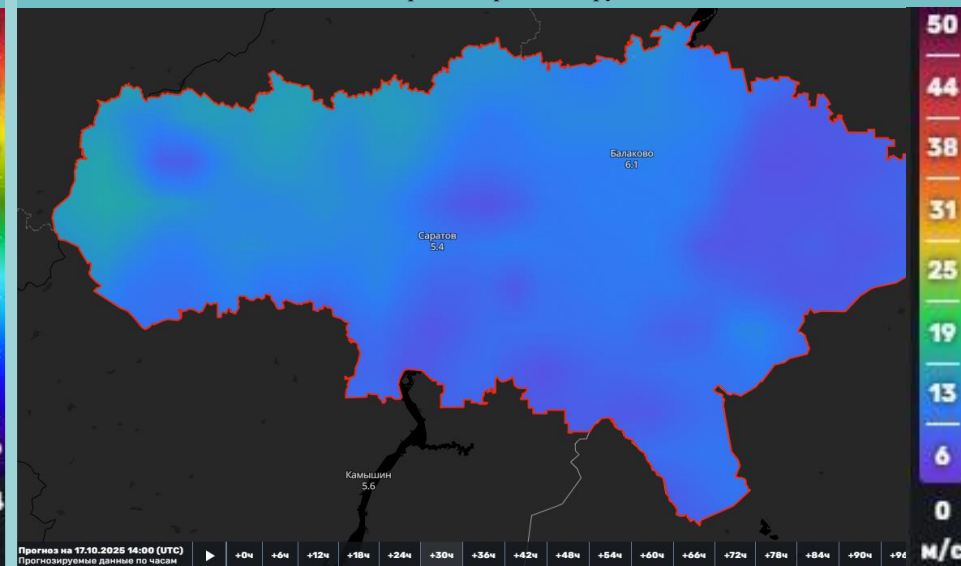 50
44
38
31
25
19
13
6
0
м/с
Балаково
6.1
Саратов
5.4
Камышин
5.6
Прогноз на 17.10.2025 14:00 (UTC)
Прогнозируемые данные по часам
+0ч +6ч +12ч +18ч +24ч +30ч +36ч +42ч +48ч +54ч +60ч +66ч +72ч +78ч +84ч +90ч